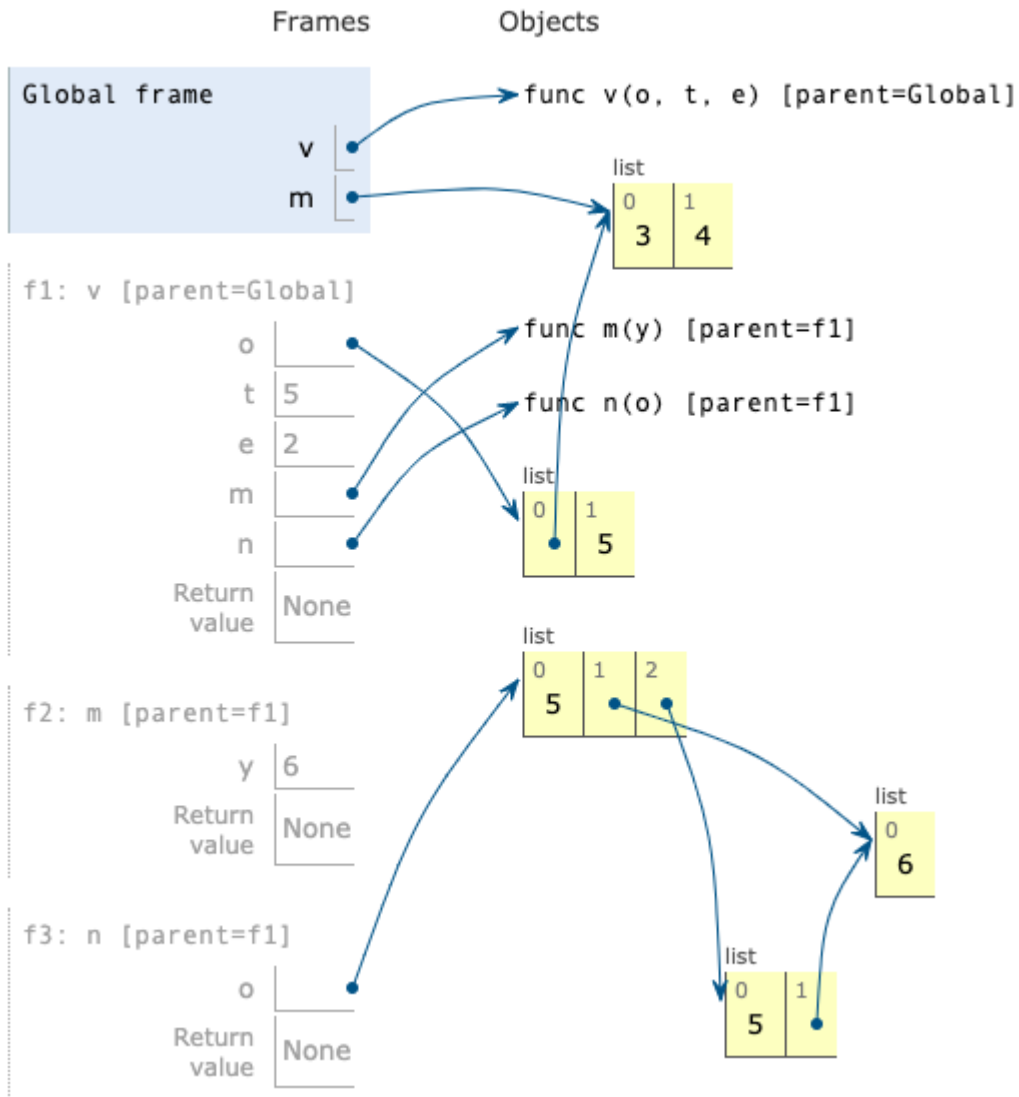 Frames Objects
Global frame
func v(o, t, e) [parent=Global]
v
list
m
0 1
3 4
f1: v [parent=Global]
func m(y) [parent=f1]
o
t 5
func n(o) [parent=f1]
e 2
list
m
0 1
n
5
Return value None
list
0 1 2
5
f2: m [parent=f1]
y 6
list
0
6
Return value None
f3: n [parent=f1]
list
0 1
5
o
Return value None